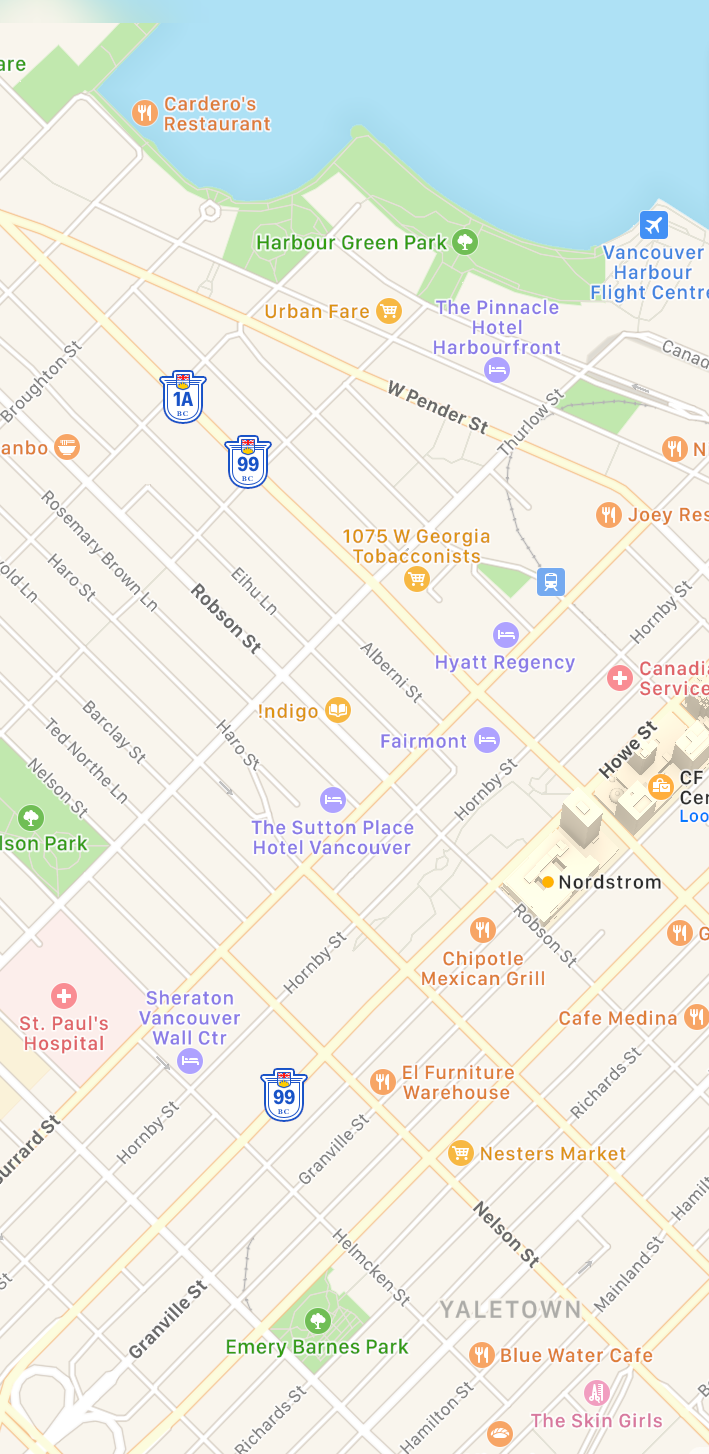 are
Cardero's
Restaurant
Harbour Green Park
Vancouver
Harbour
Flight Centre
Urban Fare
The Pinnacle
Hotel
Harbourfront
Canad
Broughton St
1A
BC
W Pender St
Thurlow St
anbo
99
BC
N
Rosemary Brown Ln
Joey Res
1075 W Georgia
Tobacconists
old Ln
Haro St
Eihu Ln
Robson St
Hornby St
Hyatt Regency
Alberni St
Canadi
Service
!ndigo
Barclay St
Haro St
Fairmont
Howe St
Ted Northe Ln
Nelson St
Hornby St
CF
Cen
Loo
lson Park
The Sutton Place
Hotel Vancouver
Nordstrom
Robson St
G
Hornby St
Chipotle
Mexican Grill
St. Paul's
Hospital
Sheraton
Vancouver
Wall Ctr
Cafe Medina
99
BC
El Furniture
Warehouse
Richards St
Hornby St
Granville St
Burrard St
Nesters Market
Hamilt
Nelson St
Helmcken St
Mainland St
St
Granville St
YALETOWN
Emery Barnes Park
Blue Water Cafe
Richards St
Hamilton St
The Skin Girls